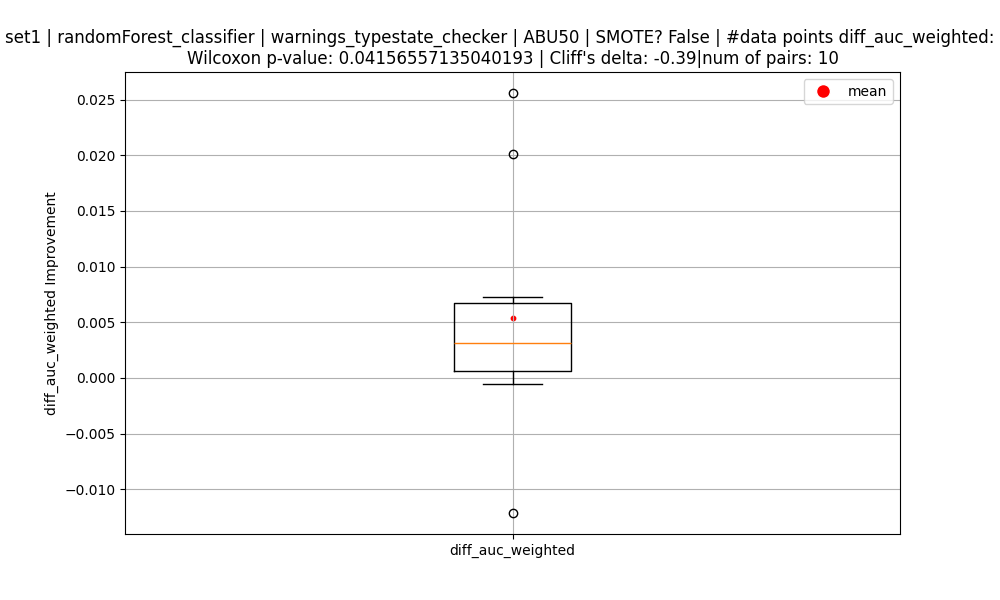 set1 | randomForest_classifier | warnings_typestate_checker | ABU50 | SMOTE? False | #data points diff_auc_weighted:
Wilcoxon p-value: 0.04156557135040193 | Cliff's delta: -0.39|num of pairs: 10
mean
0.025
0.020
0.015
0.010
0.005
0.000
−0.005
−0.010
diff_auc_weighted Improvement
diff_auc_weighted